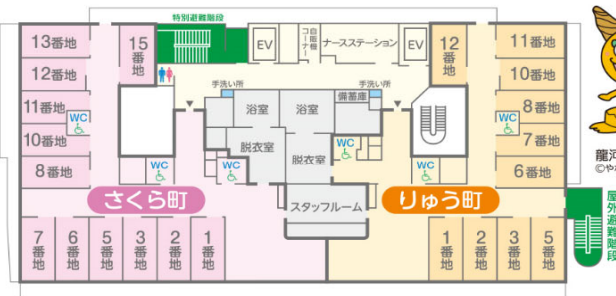 特別避難階段
13番地
15番地
EV
自販機コーナー
ナースステーション
EV
12番地
11番地
12番地
10番地
手洗い所
手洗い所
11番地
WC
浴室
浴室
備蓄庫
WC
8番地
10番地
7番地
脱衣室
脱衣室
WC
8番地
WC
WC
WC
6番地
さくら町
スタッフルーム
りゅう町
7番地
6番地
5番地
3番地
2番地
1番地
1番地
2番地
3番地
5番地
屋外避難階段
龍河